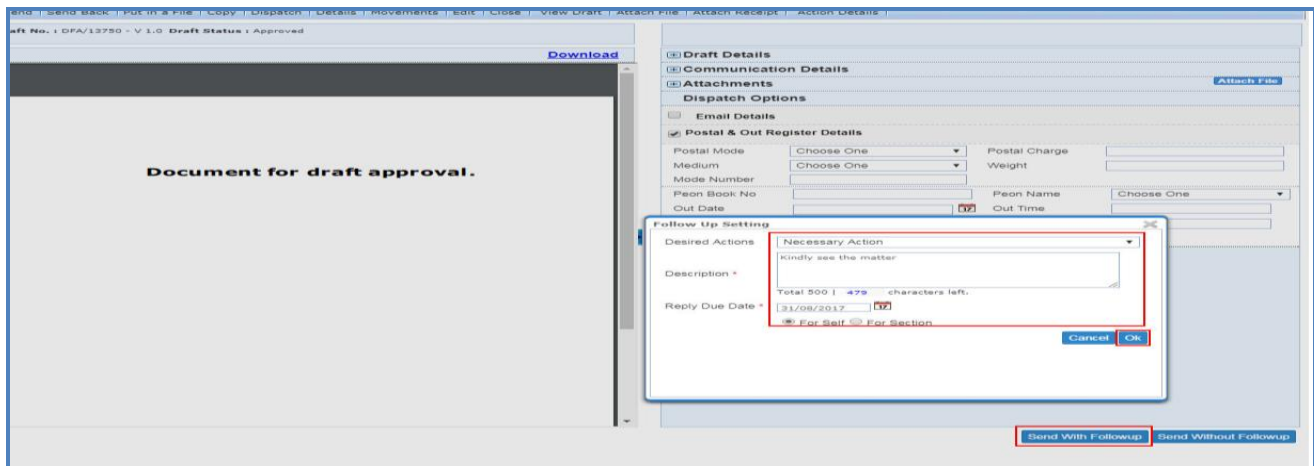 end | Send Back | Put in a File | Copy | Dispatch | Details | Movements | Edit | Close | View Draft | Attach File | Attach Receipt | Action Details |
aft No. : DFA/13750 - V 1.0 Draft Status : Approved
Download
Document for draft approval.
Draft Details
Communication Details
Attachments
Attach File
Dispatch Options
Email Details
Postal & Out Register Details
Postal Mode Choose One Postal Charge
Medium Choose One Weight
Mode Number
Peon Book No Peon Name Choose One
Out Date 17 Out Time
Follow Up Setting
Desired Actions Necessary Action
Description * Kindly see the matter
Total 500 | 479 characters left.
Reply Due Date * 31/08/2017 17
For Self For Section
Cancel Ok
Send With Followup Send Without Followup